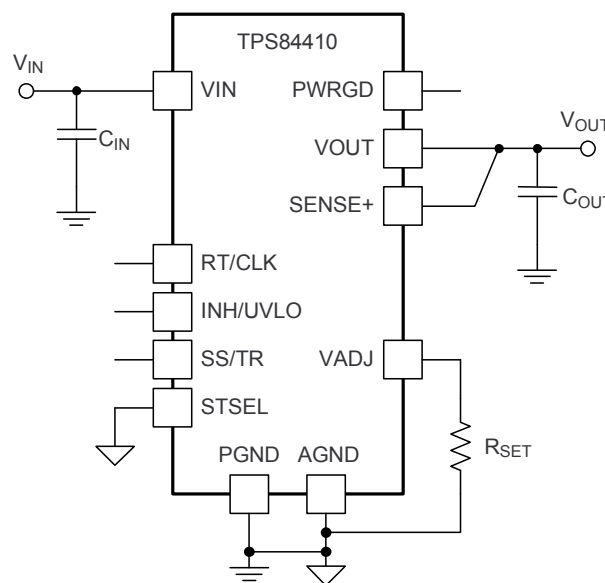 TPS84410
VIN
VIN
PWRGD
CIN
VOUT
VOUT
SENSE+
COUT
RT/CLK
INH/UVLO
SS/TR
VADJ
STSEL
PGND
AGND
RSET